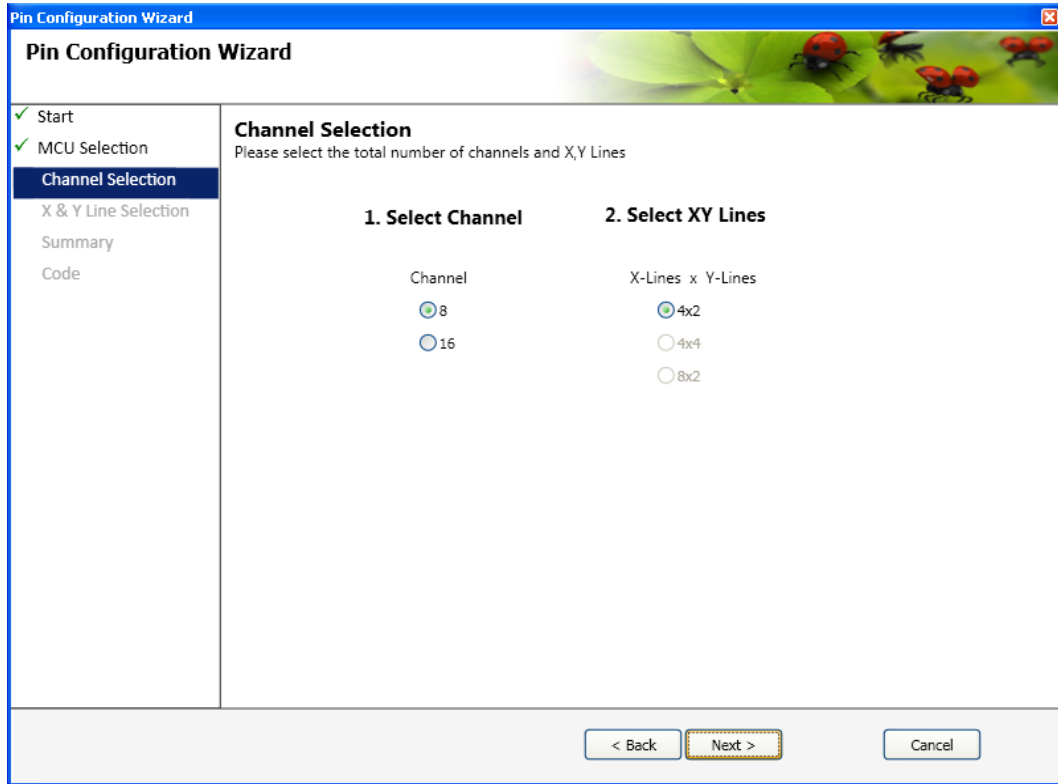 Pin Configuration Wizard
Pin Configuration Wizard
Start
MCU Selection
Channel Selection
X & Y Line Selection
Summary
Code
Channel Selection
Please select the total number of channels and X,Y Lines
1. Select Channel
2. Select XY Lines
Channel
X-Lines x Y-Lines
8
4x2
16
4x4
8x2
< Back
Next >
Cancel